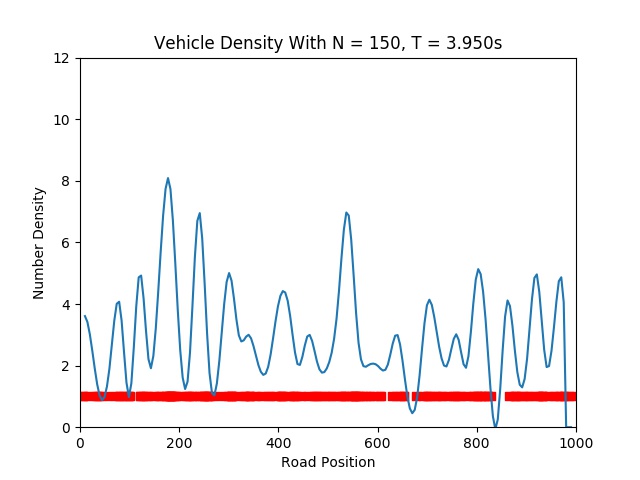 Vehicle Density With N = 150, T = 3.950s
12
10
8
6
4
2
0
Number Density
0 200 400 600 800 1000
Road Position